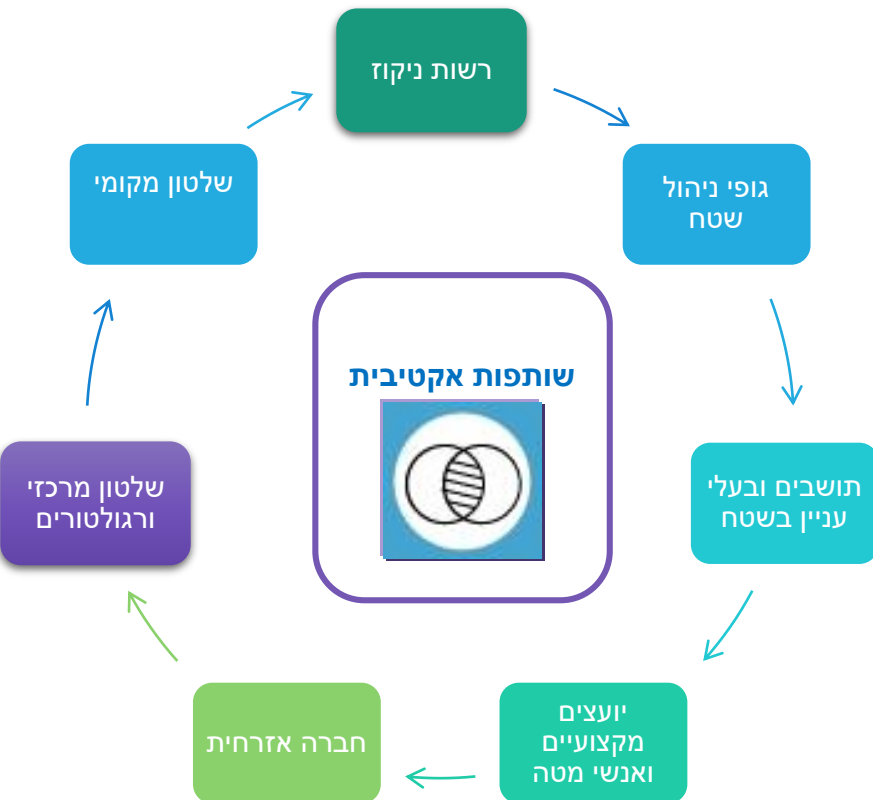 רשות ניקוז
גופי ניהול
שטח
תושבים ובעלי
עניין בשטח
יועצים
מקצועיים
ואנשי מטה
חברה אזרחית
שלטון מרכזי
ורגולטורים
שלטון מקומי
שותפות אקטיבית